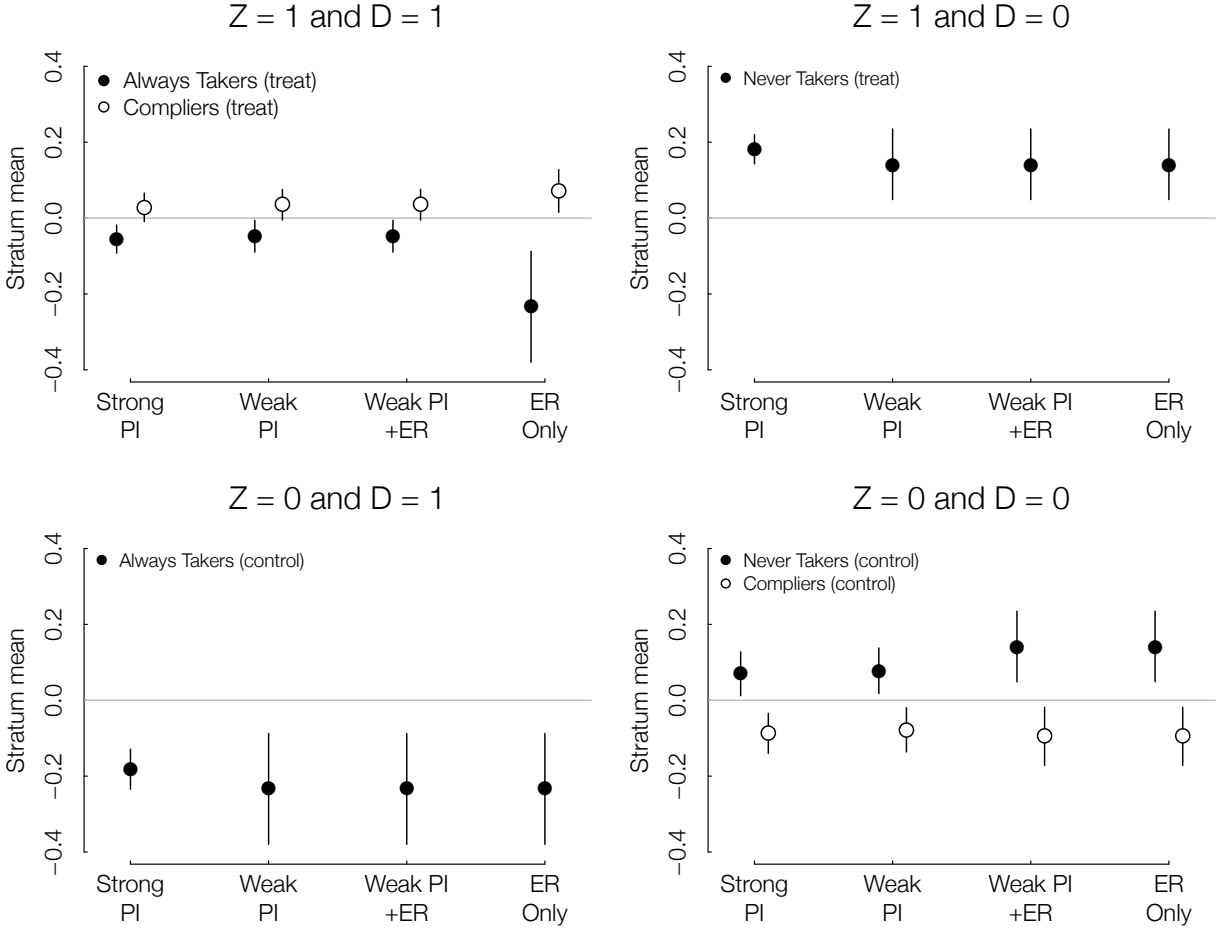 Z = 1 and D = 1
Always Takers (treat)
Compliers (treat)
Stratum mean
0.4
0.2
0.0
−0.2
−0.4
Strong
PI
Weak
PI
Weak PI
+ER
ER
Only
Z = 1 and D = 0
Never Takers (treat)
Stratum mean
0.4
0.2
0.0
−0.2
−0.4
Strong
PI
Weak
PI
Weak PI
+ER
ER
Only
Z = 0 and D = 1
Always Takers (control)
Stratum mean
0.4
0.2
0.0
−0.2
−0.4
Strong
PI
Weak
PI
Weak PI
+ER
ER
Only
Z = 0 and D = 0
Never Takers (control)
Compliers (control)
Stratum mean
0.4
0.2
0.0
−0.2
−0.4
Strong
PI
Weak
PI
Weak PI
+ER
ER
Only